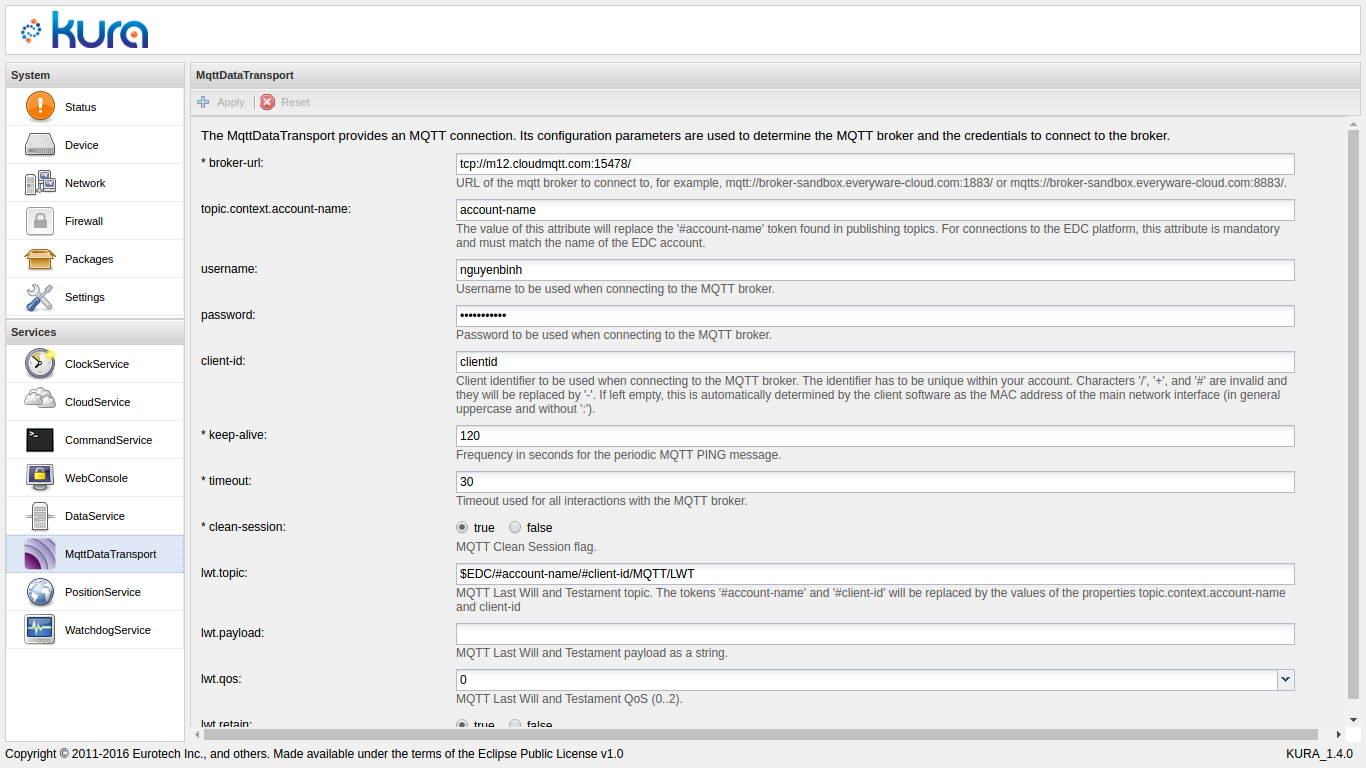 kura
System
Status
Device
Network
Firewall
Packages
Settings
Services
ClockService
CloudService
CommandService
WebConsole
DataService
MqttDataTransport
PositionService
WatchdogService
MqttDataTransport
Apply Reset
The MqttDataTransport provides an MQTT connection. Its configuration parameters are used to determine the MQTT broker and the credentials to connect to the broker.
* broker-url: tcp://m12.cloudmqtt.com:15478/
URL of the mqtt broker to connect to, for example, mqtt://broker-sandbox.everyware-cloud.com:1883/ or mqtts://broker-sandbox.everyware-cloud.com:8883/.
topic.context.account-name: account-name
The value of this attribute will replace the '#account-name' token found in publishing topics. For connections to the EDC platform, this attribute is mandatory
and must match the name of the EDC account.
username: nguyenbinh
Username to be used when connecting to the MQTT broker.
password: •••••••••••
Password to be used when connecting to the MQTT broker.
client-id: clientid
Client identifier to be used when connecting to the MQTT broker. The identifier has to be unique within your account. Characters '/', '+', and '#' are invalid and
they will be replaced by '-'. If left empty, this is automatically determined by the client software as the MAC address of the main network interface (in general
uppercase and without ':').
* keep-alive: 120
Frequency in seconds for the periodic MQTT PING message.
* timeout: 30
Timeout used for all interactions with the MQTT broker.
* clean-session: true false
MQTT Clean Session flag.
lwt.topic: $EDC/#account-name/#client-id/MQTT/LWT
MQTT Last Will and Testament topic. The tokens '#account-name' and '#client-id' will be replaced by the values of the properties topic.context.account-name
and client-id
lwt.payload:
MQTT Last Will and Testament payload as a string.
lwt.qos: 0
MQTT Last Will and Testament QoS (0..2).
lwt.retain: true false
Copyright © 2011-2016 Eurotech Inc., and others. Made available under the terms of the Eclipse Public License v1.0
KURA_1.4.0